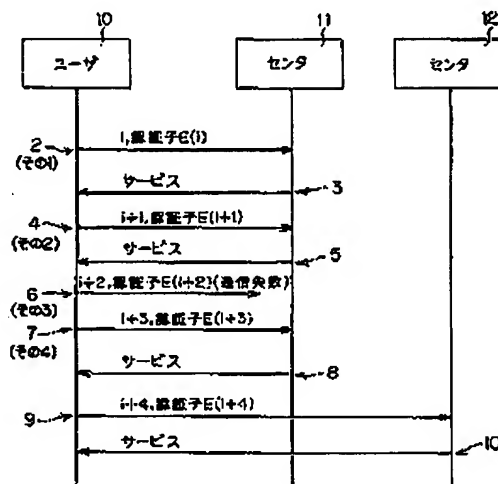 10 11 12
ユーザ センタ センタ
2 i,認証子E(i)
(その1)
サービス 3
4 i+1,認証子E(i+1)
(その2)
サービス 5
6 i+2,認証子E(i+2)(通信失敗)
(その3)
7 i+3,認証子E(i+3)
(その4)
サービス 8
9 i+4,認証子E(i+4)
サービス 10